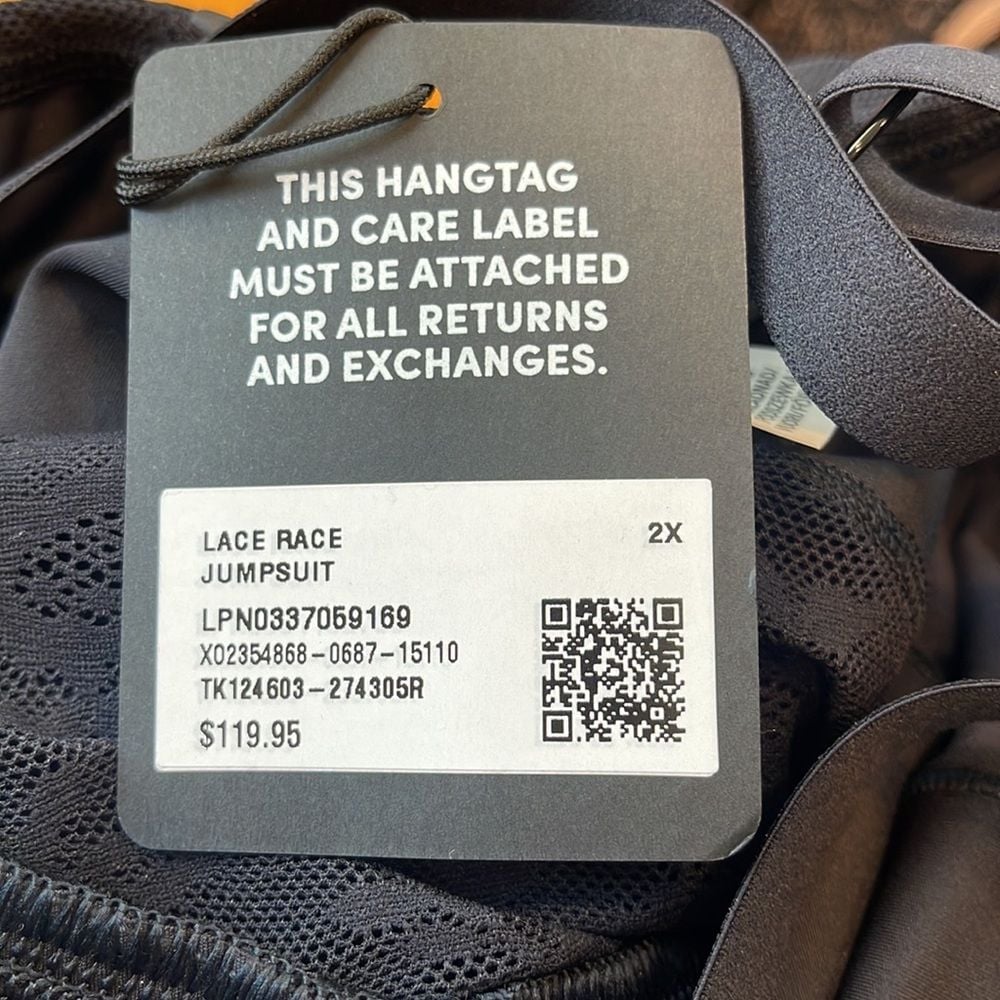 THIS HANGTAG
AND CARE LABEL
MUST BE ATTACHED
FOR ALL RETURNS
AND EXCHANGES.
LACE RACE
2X
JUMPSUIT
LPN0337059169
X02354868-0687-15110
TK124603-274305R
$119.95